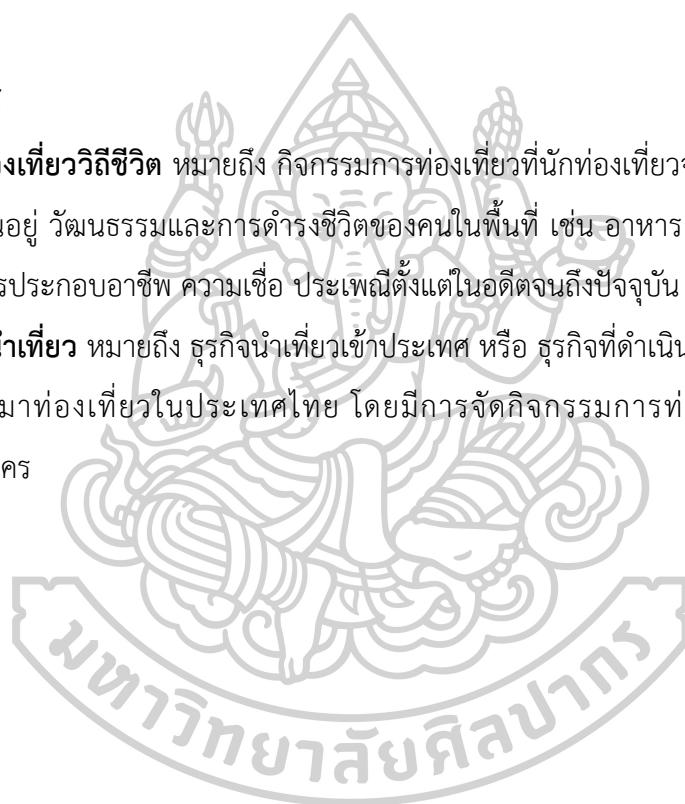 องเที่ยววิถีชีวิต หมายถึง กิจกรรมการท่องเที่ยวที่นักท่องเที่ยวจ
นอยู่ วัฒนธรรมและการดำรงชีวิตของคนในพื้นที่ เช่น อาหาร
รประกอบอาชีพ ความเชื่อ ประเพณีตั้งแต่ในอดีตจนถึงปัจจุบัน
นำเที่ยว หมายถึง ธุรกิจนำเที่ยวเข้าประเทศ หรือ ธุรกิจที่ดำเนิน
มาท่องเที่ยวในประเทศไทย โดยมีการจัดกิจกรรมการท่
คร
มหาวิทยาลัยศิลปากร